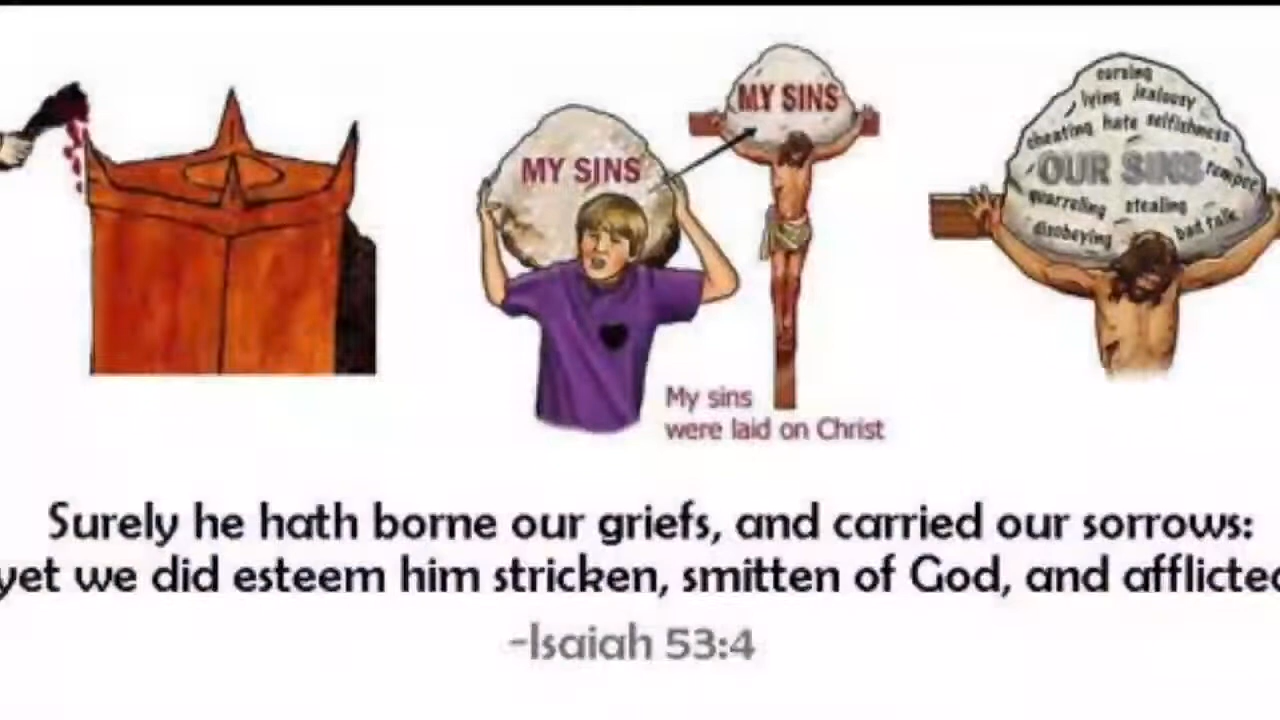 MY SINS
MY SINS
My sins
were laid on Christ
cursing
lying jealousy
cheating hate selfishness
OUR SINS temper
quarreling stealing
disobeying bad talk
Surely he hath borne our griefs, and carried our sorrows:
yet we did esteem him stricken, smitten of God, and afflicted
-Isaiah 53:4